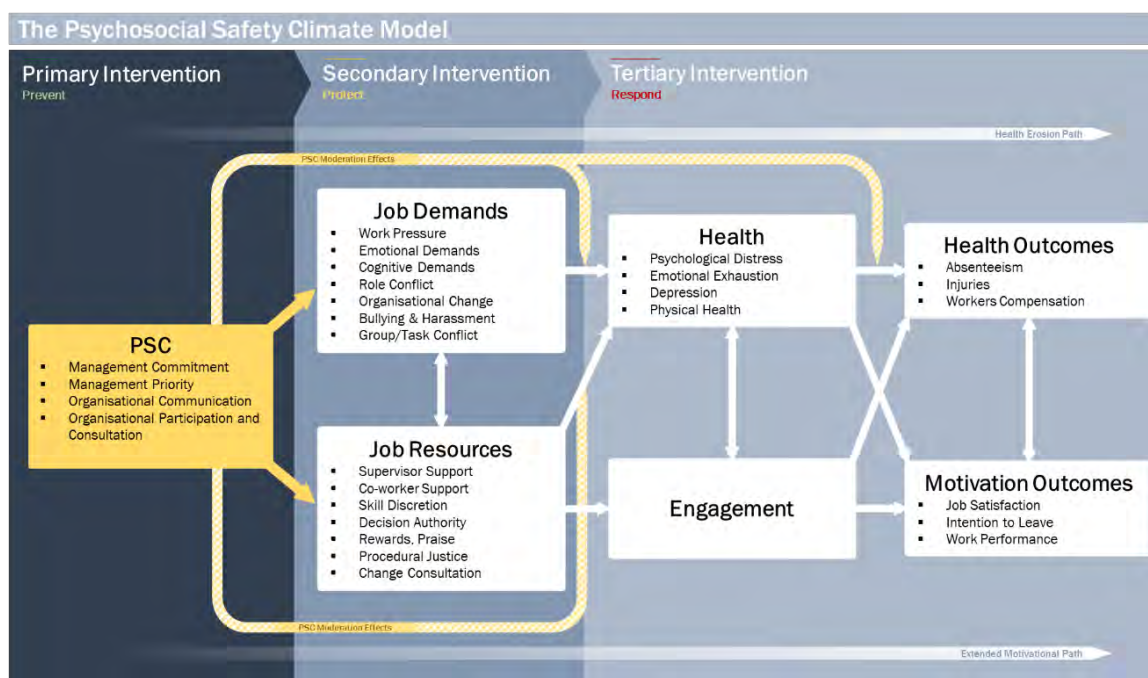 The Psychosocial Safety Climate Model
Primary Intervention
Prevent
Secondary Intervention
Protect
Tertiary Intervention
Respond
Health Erosion Path
PSC Moderation Effects
Job Demands
Work Pressure
Emotional Demands
Cognitive Demands
Role Conflict
Organisational Change
Bullying & Harassment
Group/Task Conflict
Health
Psychological Distress
Emotional Exhaustion
Depression
Physical Health
Health Outcomes
Absenteeism
Injuries
Workers Compensation
PSC
Management Commitment
Management Priority
Organisational Communication
Organisational Participation and
Consultation
Job Resources
Supervisor Support
Co-worker Support
Skill Discretion
Decision Authority
Rewards, Praise
Procedural Justice
Change Consultation
Engagement
Motivation Outcomes
Job Satisfaction
Intention to Leave
Work Performance
PSC Moderation Effects
Extended Motivational Path